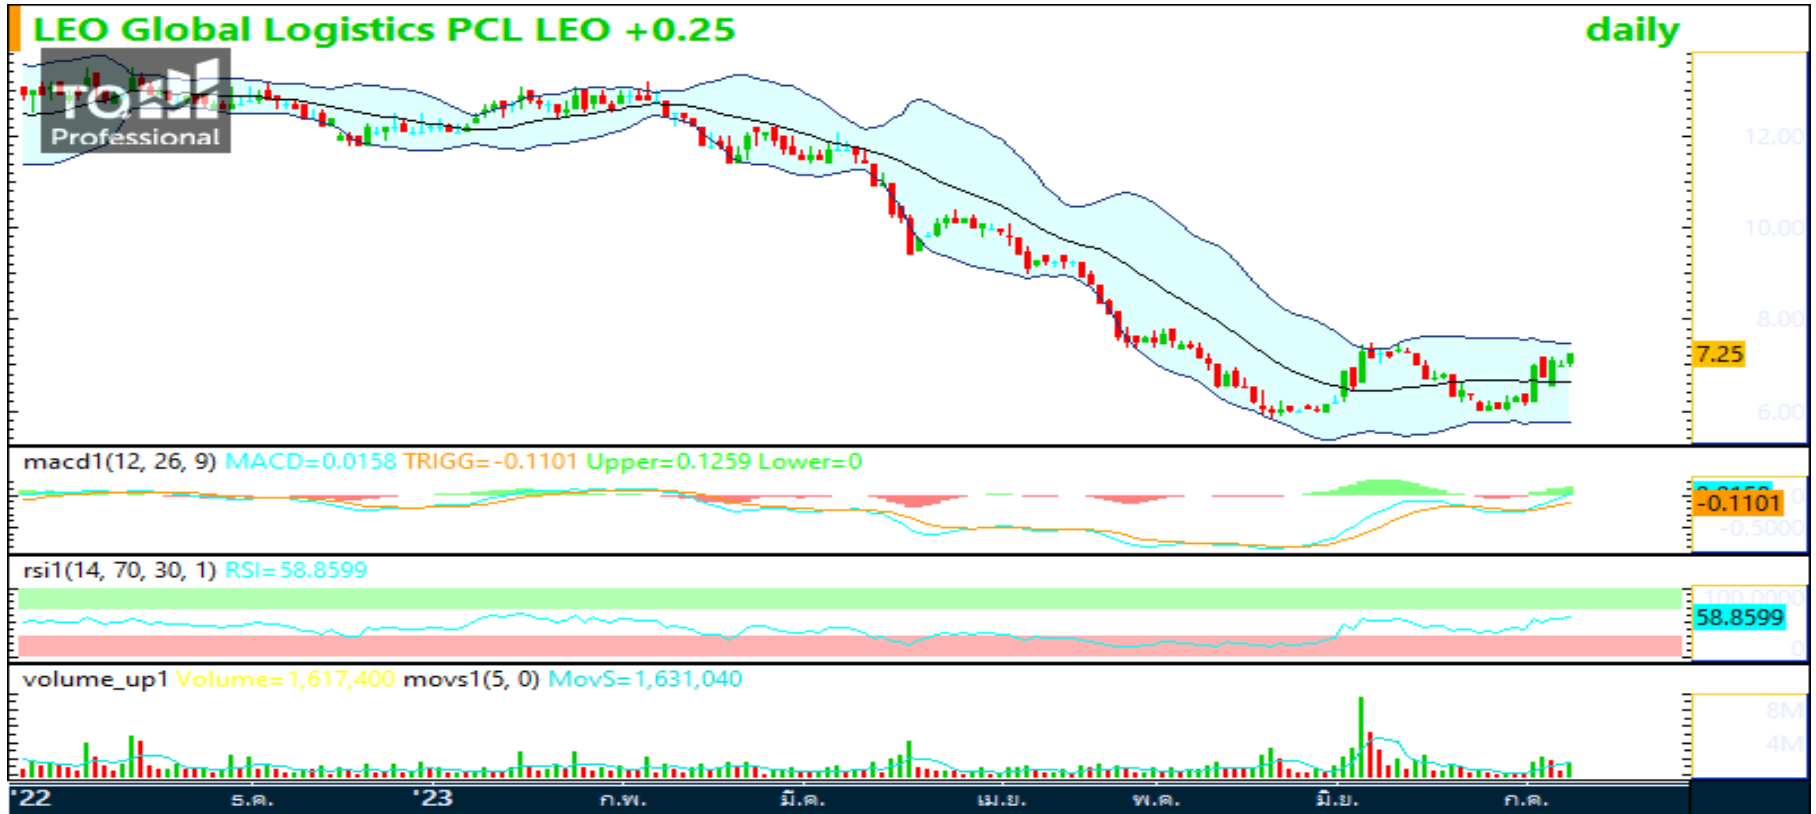 LEO Global Logistics PCL LEO +0.25 daily
TQ
Professional
12.00
10.00
8.00
7.25
6.00
macd1(12, 26, 9) MACD=0.0158 TRIGG=-0.1101 Upper=0.1259 Lower=0
0
-0.1101
-0.5000
rsi1(14, 70, 30, 1) RSI=58.8599
100.0000
58.8599
0
volume_up1 Volume=1,617,400 movs1(5, 0) MovS=1,631,040
8M
4M
'22 ธ.ค. '23 ก.พ. มี.ค. เม.ย. พ.ค. มิ.ย. ก.ค.